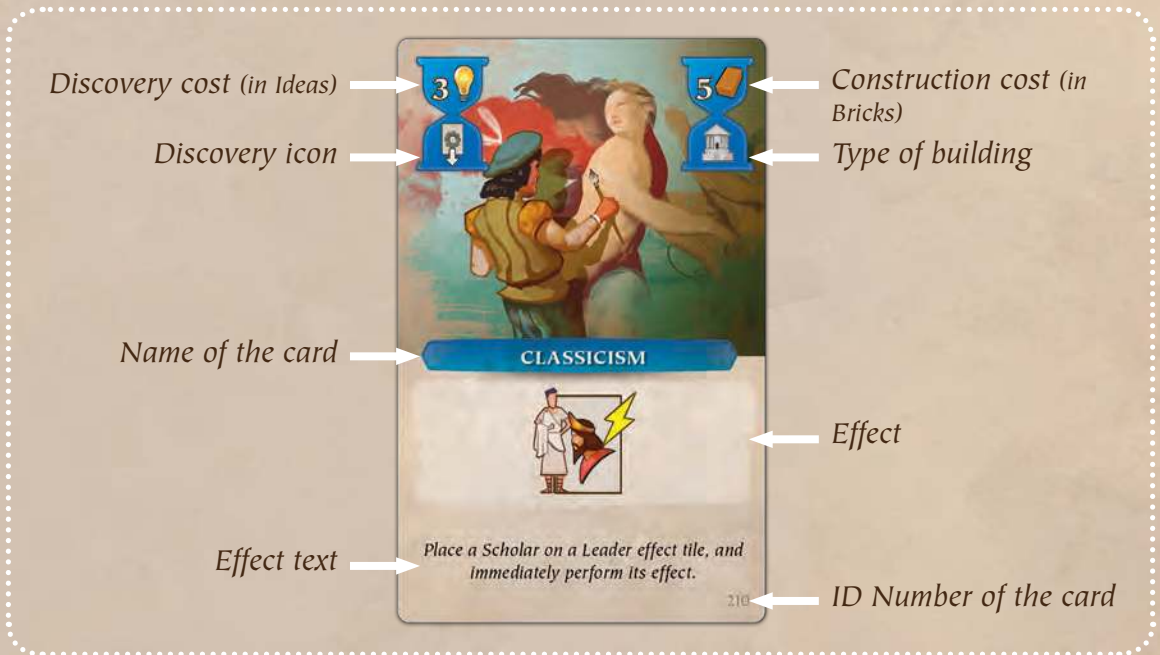 Discovery cost (in Ideas)
Discovery icon
Name of the card
Effect text
3
5
CLASSICISM
Place a Scholar on a Leader effect tile, and
immediately perform its effect.
210
Construction cost (in
Bricks)
Type of building
Effect
ID Number of the card